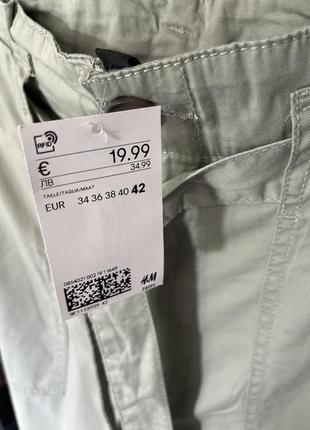 RFID
€ 19.99
ЛВ 34.99
TAILLE/TAGLIA/MAAT
EUR 34 36 38 40 42
H&M